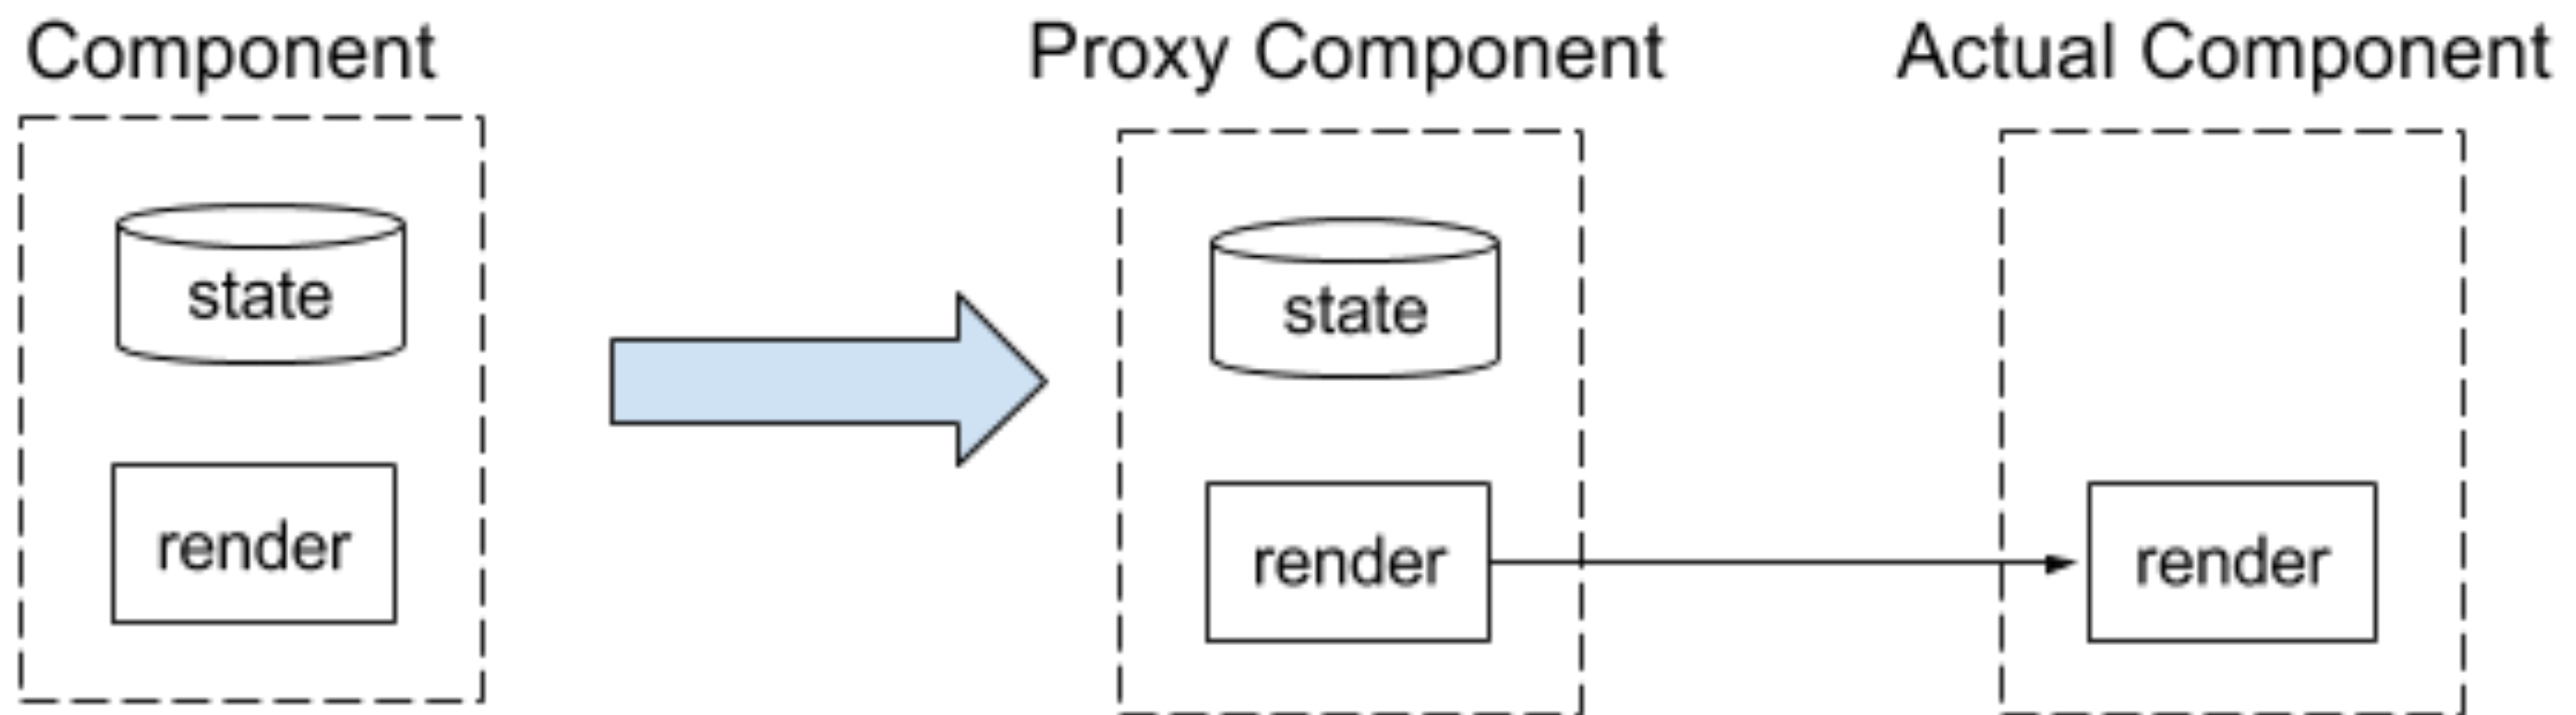 Component
Proxy Component
Actual Component
state
state
render
render
render